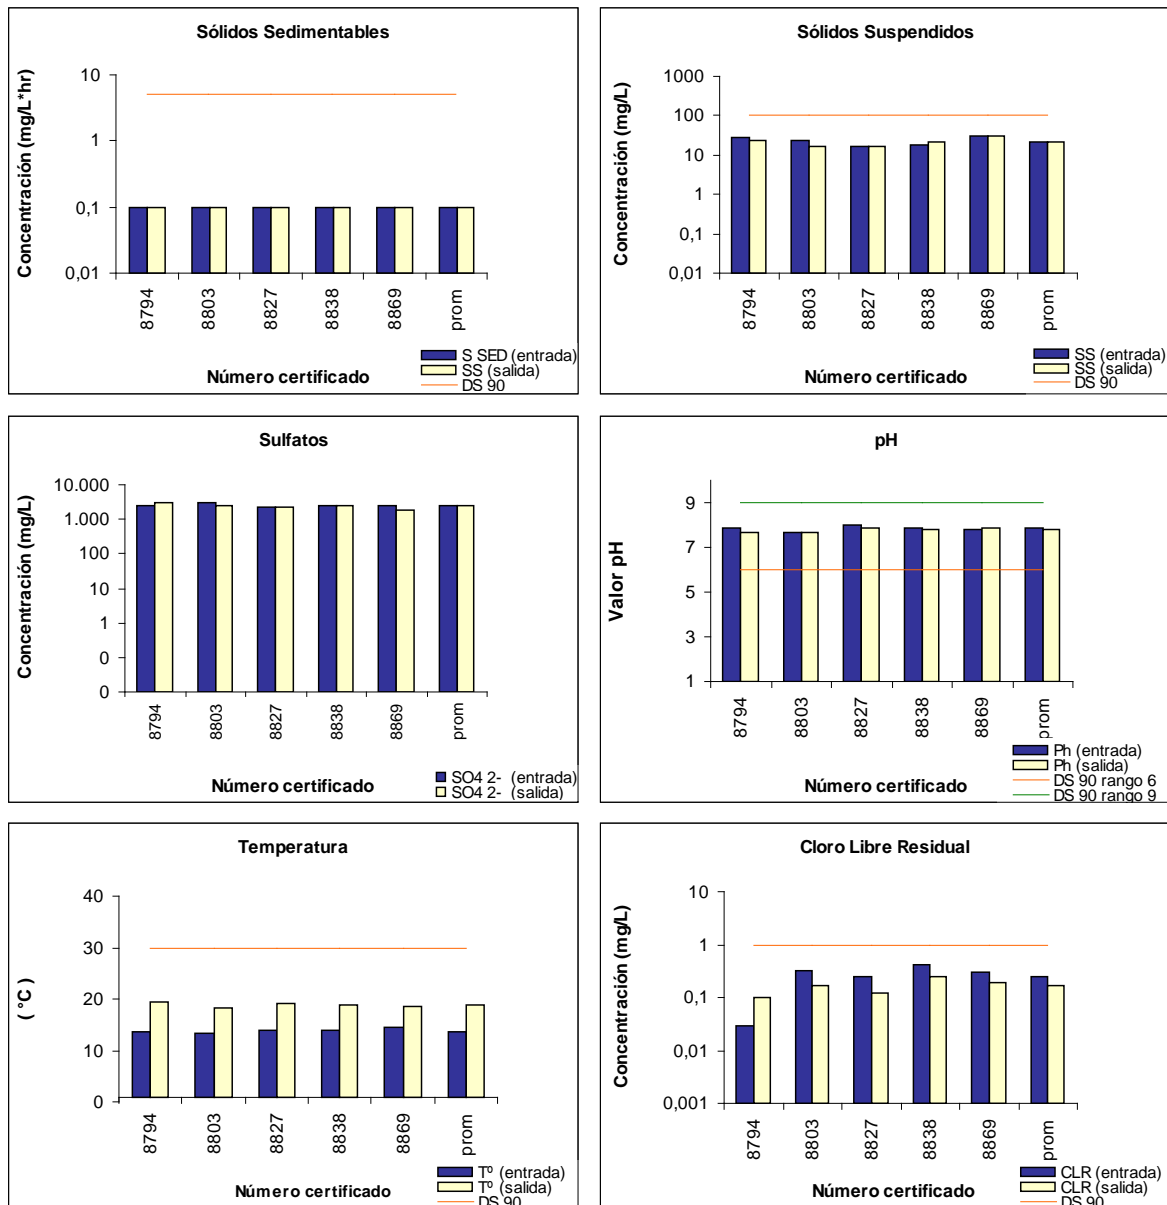 Sólidos Sedimentables
Concentración (mg/L*hr)
10
1
0,1
0,01
8794
8803
8827
8838
8869
prom
Número certificado
S SED (entrada)
SS (salida)
DS 90
Sólidos Suspendidos
Concentración (mg/L)
1000
100
10
1
0,1
0,01
8794
8803
8827
8838
8869
prom
Número certificado
SS (entrada)
SS (salida)
DS 90
Sulfatos
Concentración (mg/L)
10.000
1.000
100
10
1
0
0
8794
8803
8827
8838
8869
prom
Número certificado
SO4 2- (entrada)
SO4 2- (salida)
pH
Valor pH
9
7
5
3
1
8794
8803
8827
8838
8869
prom
Número certificado
Ph (entrada)
Ph (salida)
DS 90 rango 6
DS 90 rango 9
Temperatura
( °C )
40
30
20
10
0
8794
8803
8827
8838
8869
prom
Número certificado
Tº (entrada)
Tº (salida)
DS 90
Cloro Libre Residual
Concentración (mg/L)
10
1
0,1
0,01
0,001
8794
8803
8827
8838
8869
prom
Número certificado
CLR (entrada)
CLR (salida)
DS 90